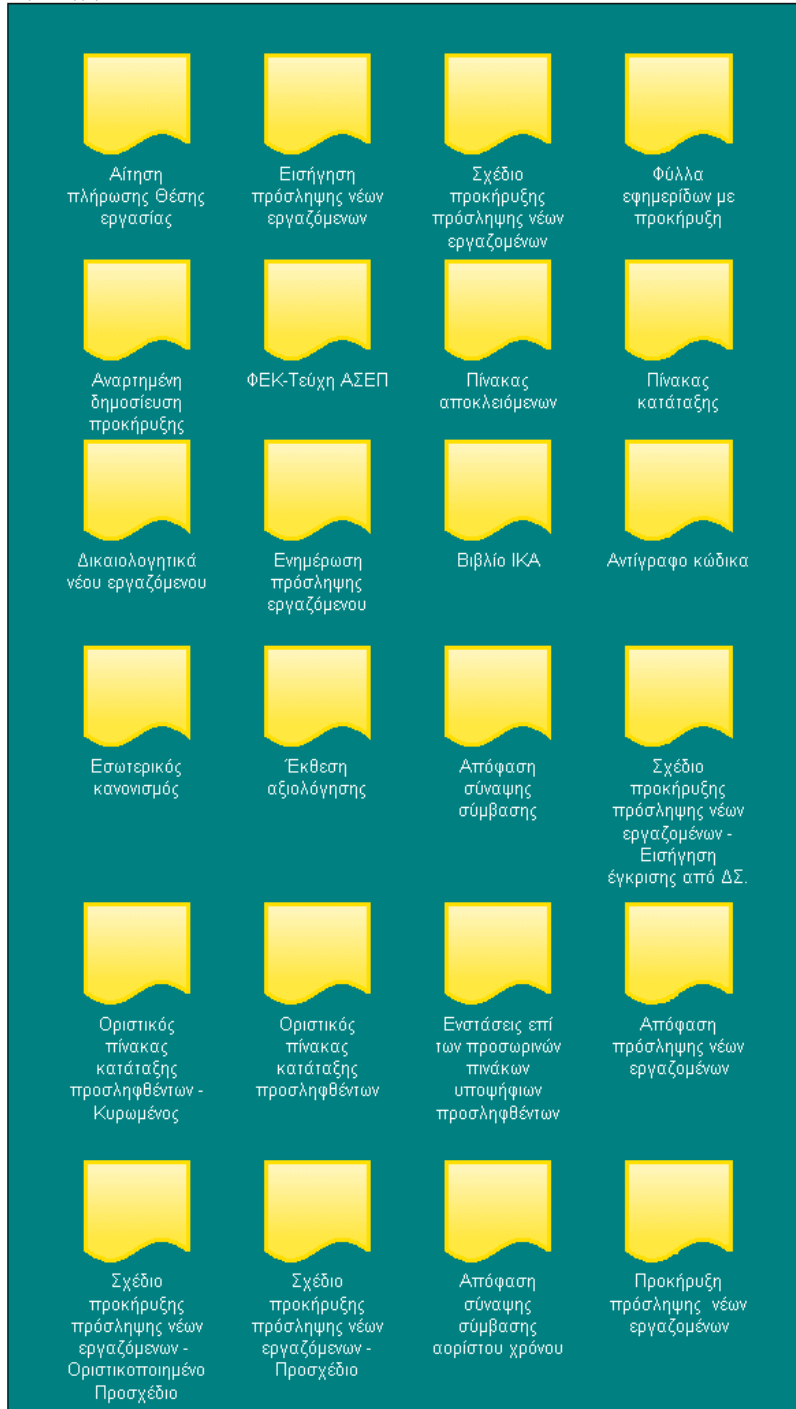 Αίτηση
πλήρωσης Θέσης
εργασίας
Εισήγηση
πρόσληψης νέων
εργαζόμενων
Σχέδιο
προκήρυξης
πρόσληψης νέων
εργαζομένων
Φύλλα
εφημερίδων με
προκήρυξη
Αναρτημένη
δημοσίευση
προκήρυξης
ΦΕΚ-Τεύχη ΑΣΕΠ
Πίνακας
αποκλειόμενων
Πίνακας
κατάταξης
Δικαιολογητικά
νέου εργαζόμενου
Ενημέρωση
πρόσληψης
εργαζόμενου
Βιβλίο ΙΚΑ
Αντίγραφο κώδικα
Εσωτερικός
κανονισμός
Έκθεση
αξιολόγησης
Απόφαση
σύναψης
σύμβασης
Σχέδιο
προκήρυξης
πρόσληψης νέων
εργαζομένων -
Εισήγηση
έγκρισης από ΔΣ.
Οριστικός
πίνακας
κατάταξης
προσληφθέντων -
Κυρωμένος
Οριστικός
πίνακας
κατάταξης
προσληφθέντων
Ενστάσεις επί
των προσωρινών
πινάκων
υποψήφιων
προσληφθέντων
Απόφαση
πρόσληψης νέων
εργαζομένων
Σχέδιο
προκήρυξης
πρόσληψης νέων
εργαζόμενων -
Οριστικοποιημένο
Προσχέδιο
Σχέδιο
προκήρυξης
πρόσληψης νέων
εργαζόμενων -
Προσχέδιο
Απόφαση
σύναψης
σύμβασης
αορίστου χρόνου
Προκήρυξη
πρόσληψης νέων
εργαζομένων